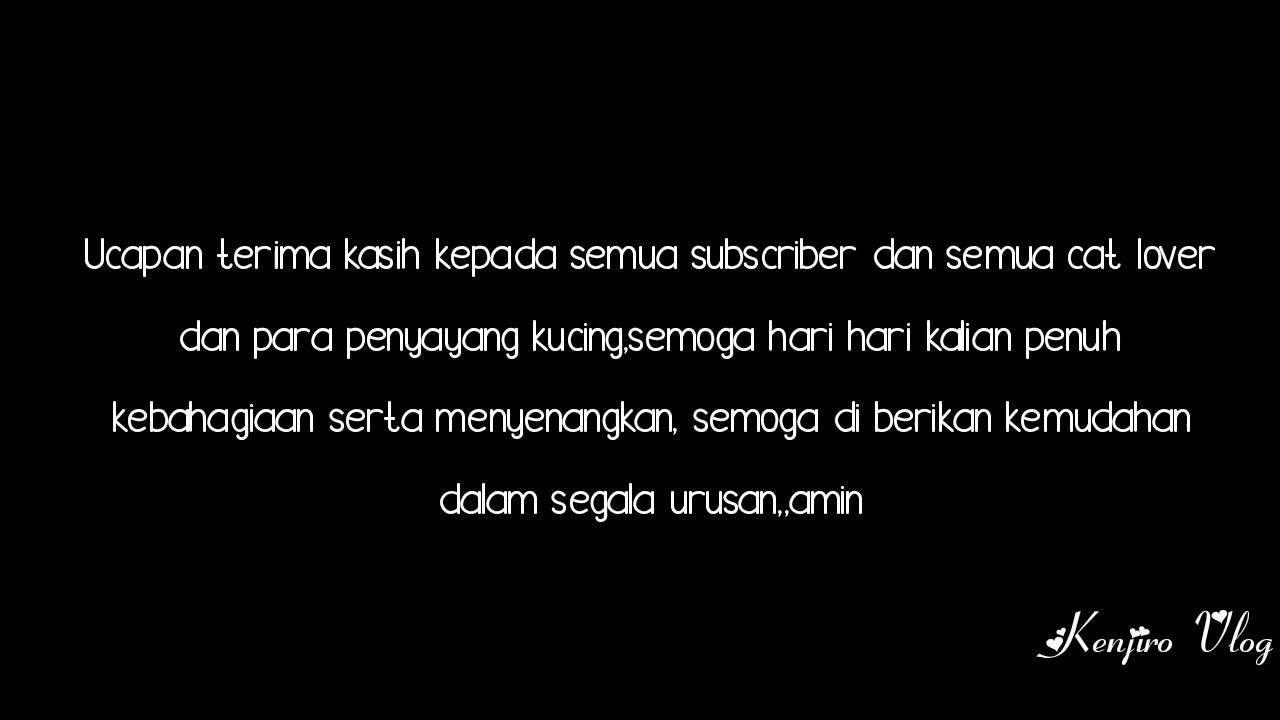 Ucapan terima kasih kepada semua subscriber dan semua cat lover
dan para penyayang kucing,semoga hari hari kalian penuh
kebahagiaan serta menyenangkan, semoga di berikan kemudahan
dalam segala urusan,,amin
Kenjiro Vlog